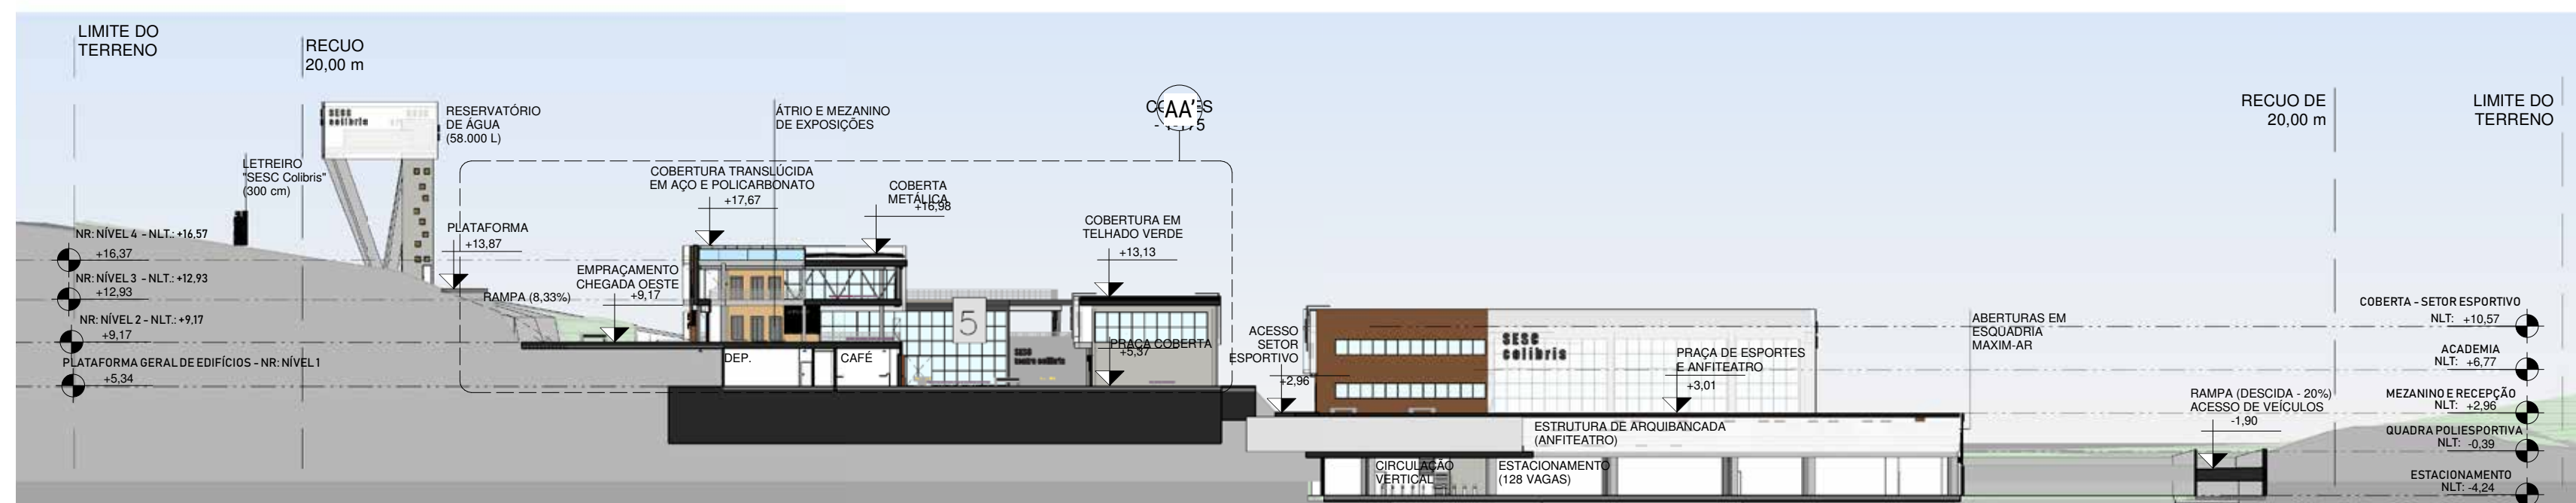 LIMITE DO
TERRENO
RECUO
20,00 m
SESC
colibris
RESERVATÓRIO
DE ÁGUA
(58.000 L)
LETREIRO
"SESC Colibris"
(300 cm)
ÁTRIO E MEZANINO
DE EXPOSIÇÕES
AA'
RECUO DE
20,00 m
LIMITE DO
TERRENO
COBERTURA TRANSLÚCIDA
EM AÇO E POLICARBONATO
+17,67
COBERTA
METÁLICA
+16,98
COBERTURA EM
TELHADO VERDE
+13,13
PLATAFORMA
+13,87
EMPRAÇAMENTO
CHEGADA OESTE
+9,17
RAMPA (8,33%)
NR: NÍVEL 4 - NLT.: +16,57
+16,37
NR: NÍVEL 3 - NLT.: +12,93
+12,93
NR: NÍVEL 2 - NLT.: +9,17
+9,17
PLATAFORMA GERAL DE EDIFÍCIOS - NR: NÍVEL 1
+5,34
DEP.
CAFÉ
5
SESC
teatro colibris
PRAÇA COBERTA
+5,37
ACESSO
SETOR
ESPORTIVO
+2,96
SESC
colibris
PRAÇA DE ESPORTES
E ANFITEATRO
+3,01
ABERTURAS EM
ESQUADRIA
MAXIM-AR
ESTRUTURA DE ARQUIBANCADA
(ANFITEATRO)
CIRCULAÇÃO
VERTICAL
ESTACIONAMENTO
(128 VAGAS)
RAMPA (DESCIDA - 20%)
ACESSO DE VEÍCULOS
-1,90
COBERTA - SETOR ESPORTIVO
NLT: +10,57
ACADEMIA
NLT: +6,77
MEZANINO E RECEPÇÃO
NLT: +2,96
QUADRA POLIESPORTIVA
NLT: -0,39
ESTACIONAMENTO
NLT: -4,24